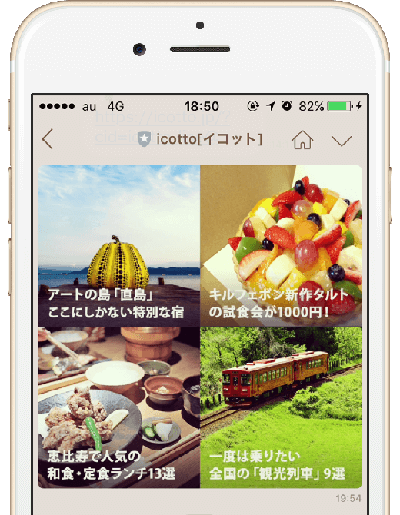 au 4G 18:50 82%
icotto[イコット]
アートの島「直島」
ここにしかない特別な宿
キルフェボン新作タルト
の試食会が1000円!
恵比寿で人気の
和食・定食ランチ13選
一度は乗りたい
全国の「観光列車」9選
19:54